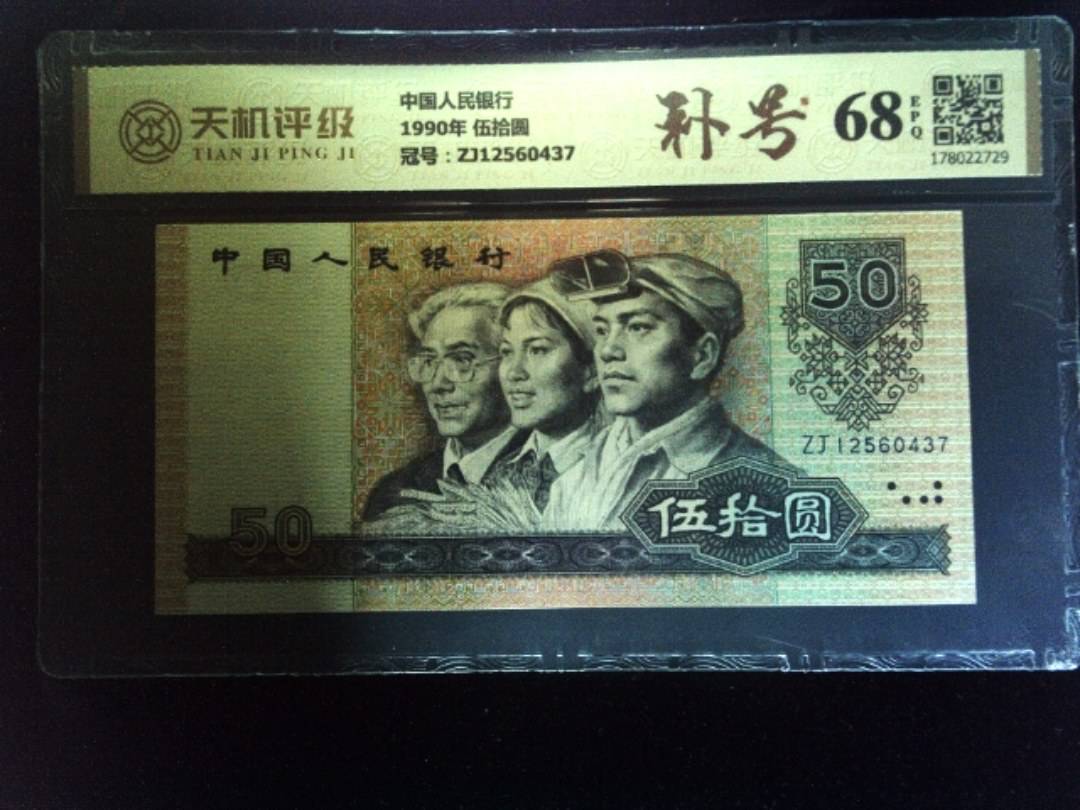 天机评级
TIAN JI PING JI
中国人民银行
1990年 伍拾圆
冠号：ZJ12560437
补号
68
EPQ
178022729
中国人民银行
50
ZJ12560437
伍拾圆
50